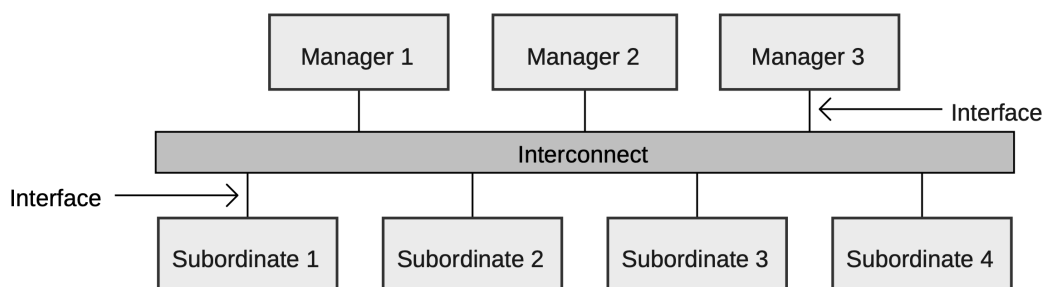 Manager 1
Manager 2
Manager 3
Interface
Interconnect
Interface
Subordinate 1
Subordinate 2
Subordinate 3
Subordinate 4